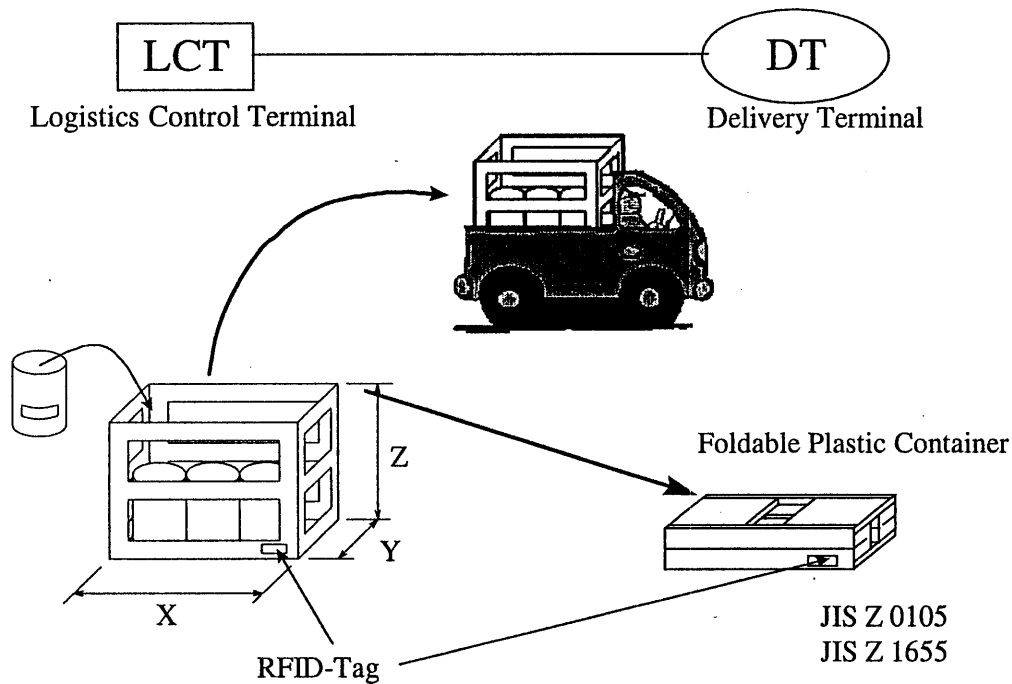 LCT
DT
Logistics Control Terminal
Delivery Terminal
Z
Foldable Plastic Container
Y
X
JIS Z 0105
JIS Z 1655
RFID-Tag